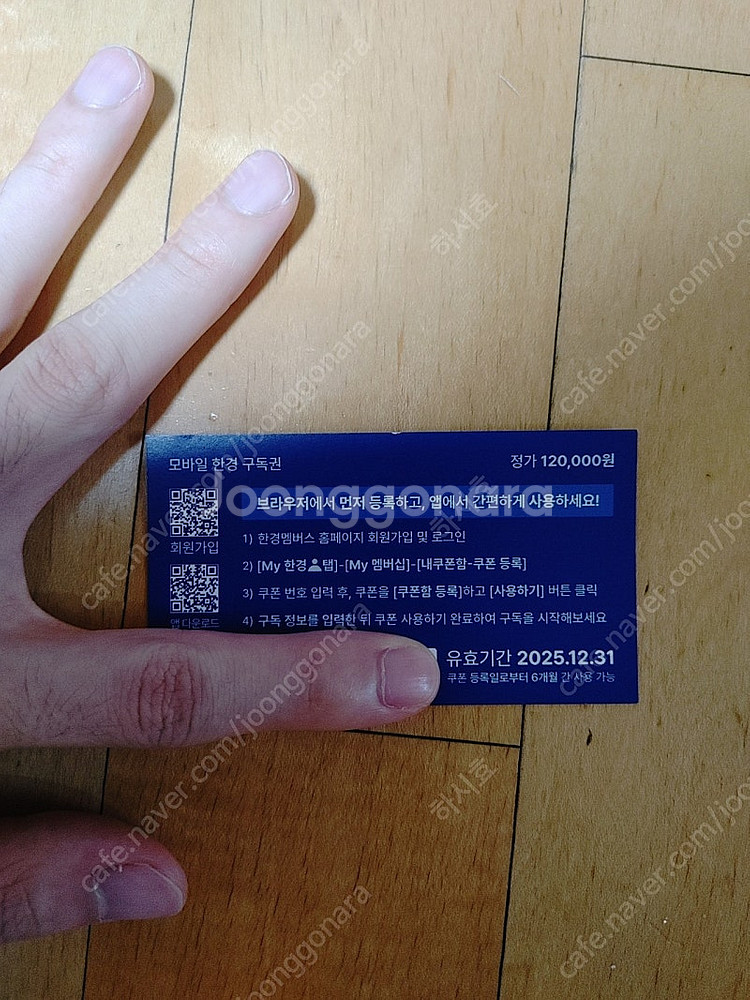 모바일 한경 구독권
정가 120,000원
브라우저에서 먼저 등록하고, 앱에서 간편하게 사용하세요!
회원가입
1) 한경멤버스 홈페이지 회원가입 및 로그인
2) [My 한경 탭]-[My 멤버십]-[내쿠폰함-쿠폰 등록]
3) 쿠폰 번호 입력 후, 쿠폰을 [쿠폰함 등록]하고 [사용하기] 버튼 클릭
4) 구독 정보를 입력한 뒤 쿠폰 사용하기 완료하여 구독을 시작해보세요
앱 다운로드
유효기간 2025.12.31
쿠폰 등록일로부터 6개월 간 사용 가능
joonggonara
하시호
cafe.naver.com/joonggonara